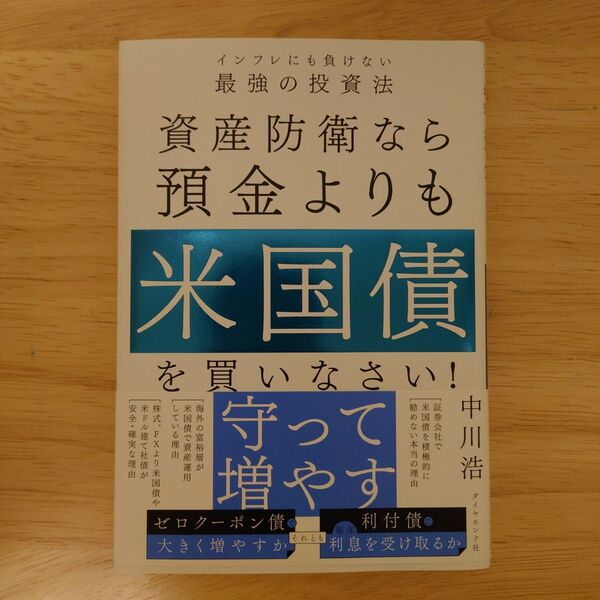 インフレにも負けない
最強の投資法
資産防衛なら
預金よりも
米国債
を買いなさい!
中川浩
ダイヤモンド社
証券会社で
米国債を積極的に
勧めない本当の理由
守って
増やす
海外の富裕層が
米国債で資産運用
している理由
株式、FXより米国債や
米ドル建て社債が
安全・確実な理由
ゼロクーポン債で
大きく増やすか
それとも
利付債で
毎年利息を受け取るか